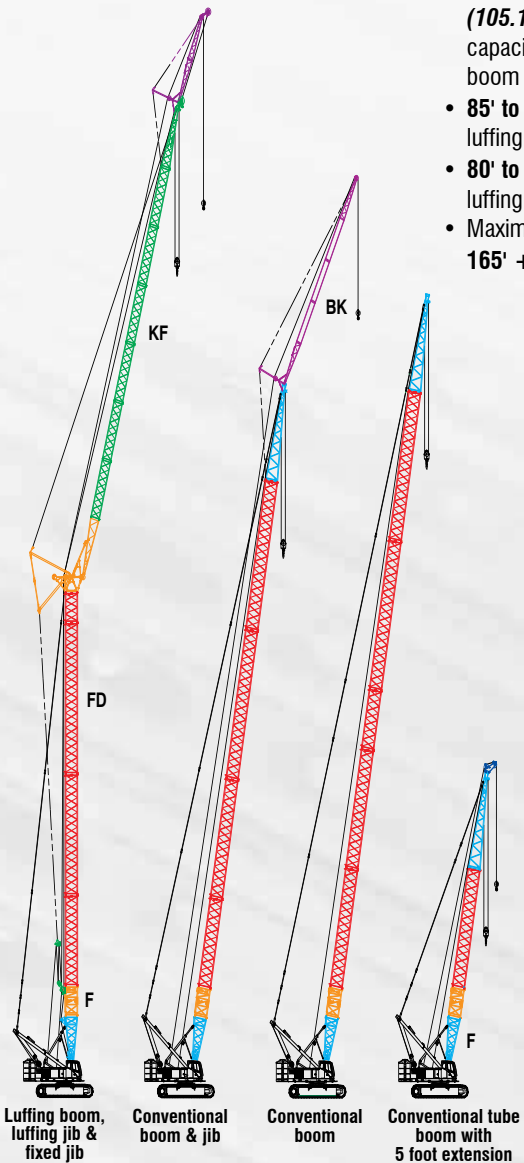 (105.1
capaci
boom
• 85' to
luffing
• 80' to
luffing
• Maxim
165' +
KF
BK
FD
F
F
Luffing boom,
luffing jib &
fixed jib
Conventional
boom & jib
Conventional
boom
Conventional tube
boom with
5 foot extension